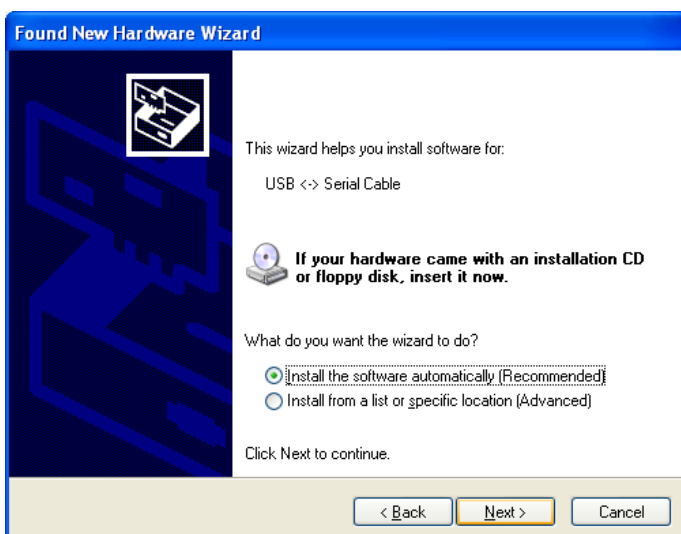 Found New Hardware Wizard
This wizard helps you install software for:
USB <-> Serial Cable
If your hardware came with an installation CD
or floppy disk, insert it now.
What do you want the wizard to do?
Install the software automatically (Recommended)
Install from a list or specific location (Advanced)
Click Next to continue.
< Back
Next >
Cancel